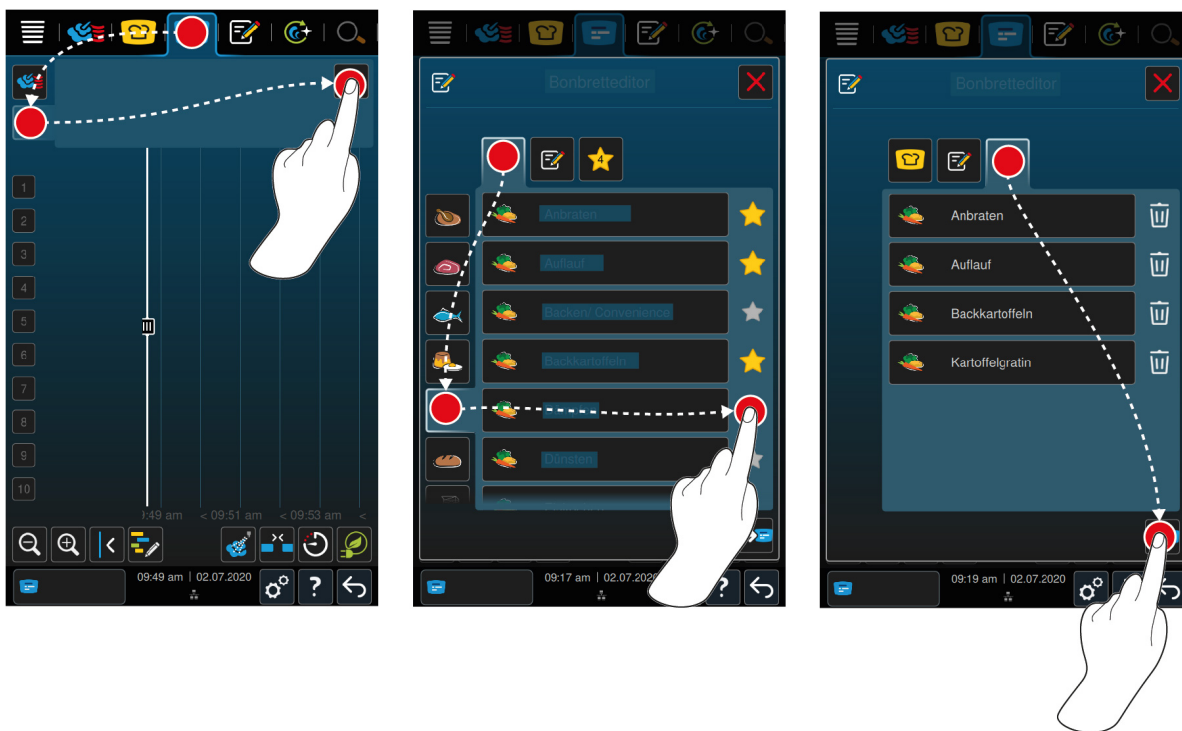 1
2
3
4
5
6
7
8
9
10
:49 am < 09:51 am < 09:53 am <
09:49 am | 02.07.2020
?
Bonbretteditor
4
Anbraten
Auflauf
Backen/ Convenience
Backkartoffeln
Dünsten
09:17 am | 02.07.2020
?
Bonbretteditor
Anbraten
Auflauf
Backkartoffeln
Kartoffelgratin
09:19 am | 02.07.2020